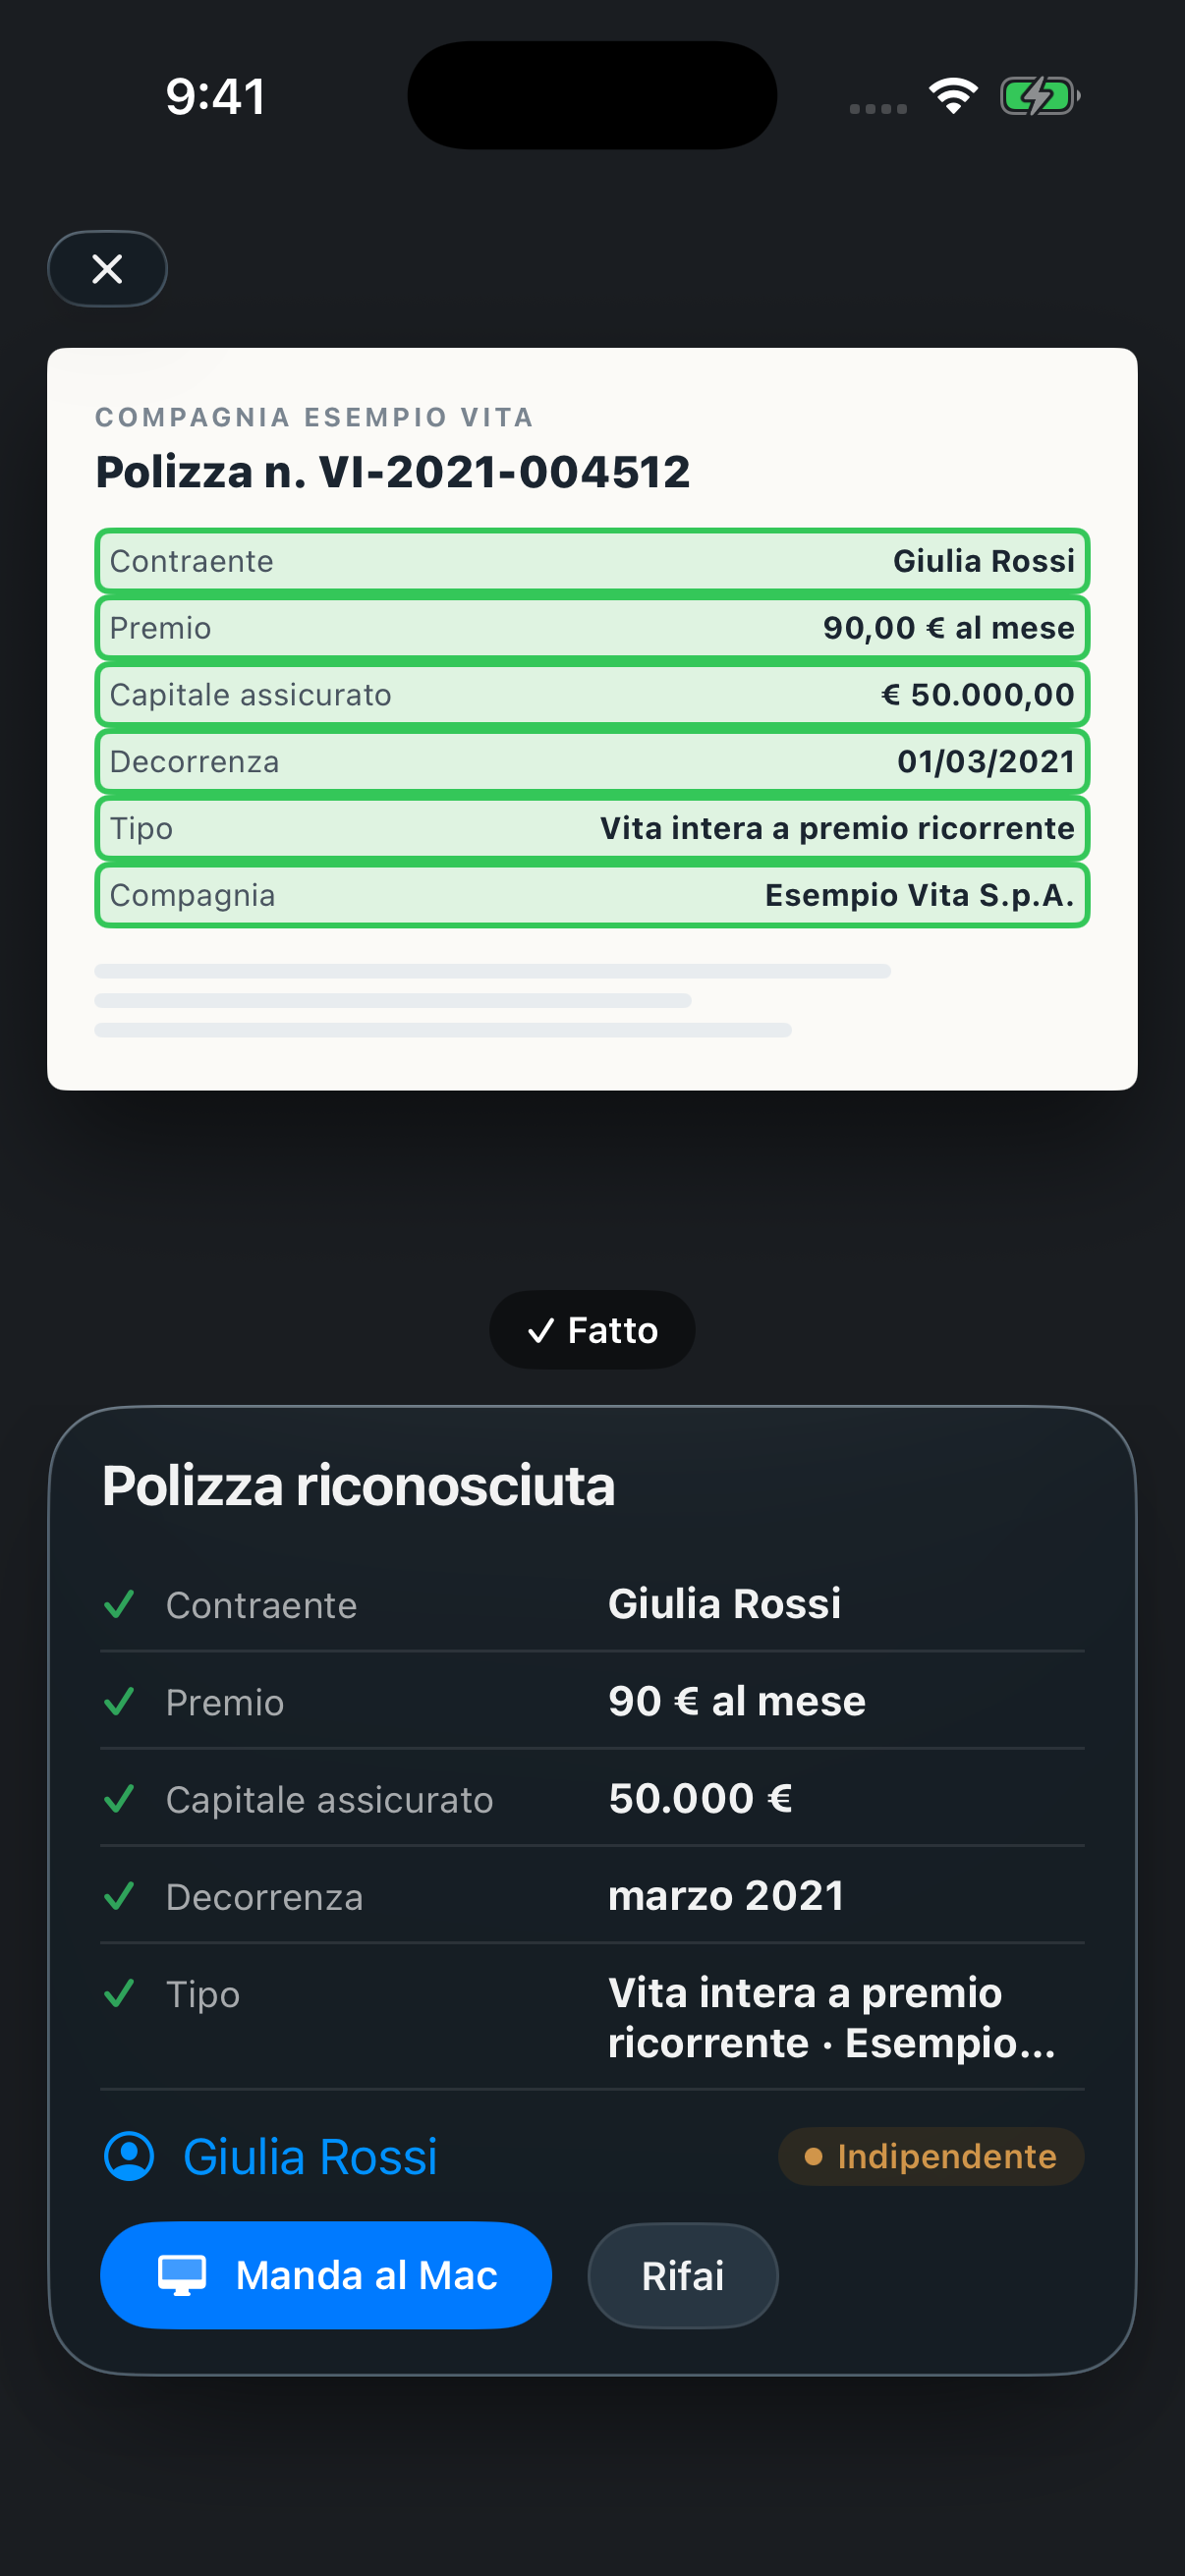 9:41
COMPAGNIA ESEMPIO VITA
Polizza n. VI-2021-004512
Contraente Giulia Rossi
Premio 90,00 € al mese
Capitale assicurato € 50.000,00
Decorrenza 01/03/2021
Tipo Vita intera a premio ricorrente
Compagnia Esempio Vita S.p.A.
Fatto
Polizza riconosciuta
Contraente Giulia Rossi
Premio 90 € al mese
Capitale assicurato 50.000 €
Decorrenza marzo 2021
Tipo Vita intera a premio
ricorrente · Esempio...
Giulia Rossi Indipendente
Manda al Mac Rifai